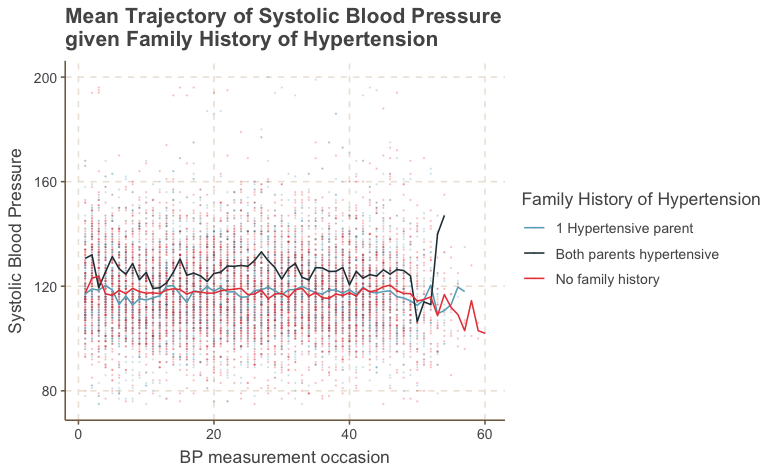 Mean Trajectory of Systolic Blood Pressure
given Family History of Hypertension
Systolic Blood Pressure
200
160
120
80
0
20
40
60
BP measurement occasion
Family History of Hypertension
1 Hypertensive parent
Both parents hypertensive
No family history